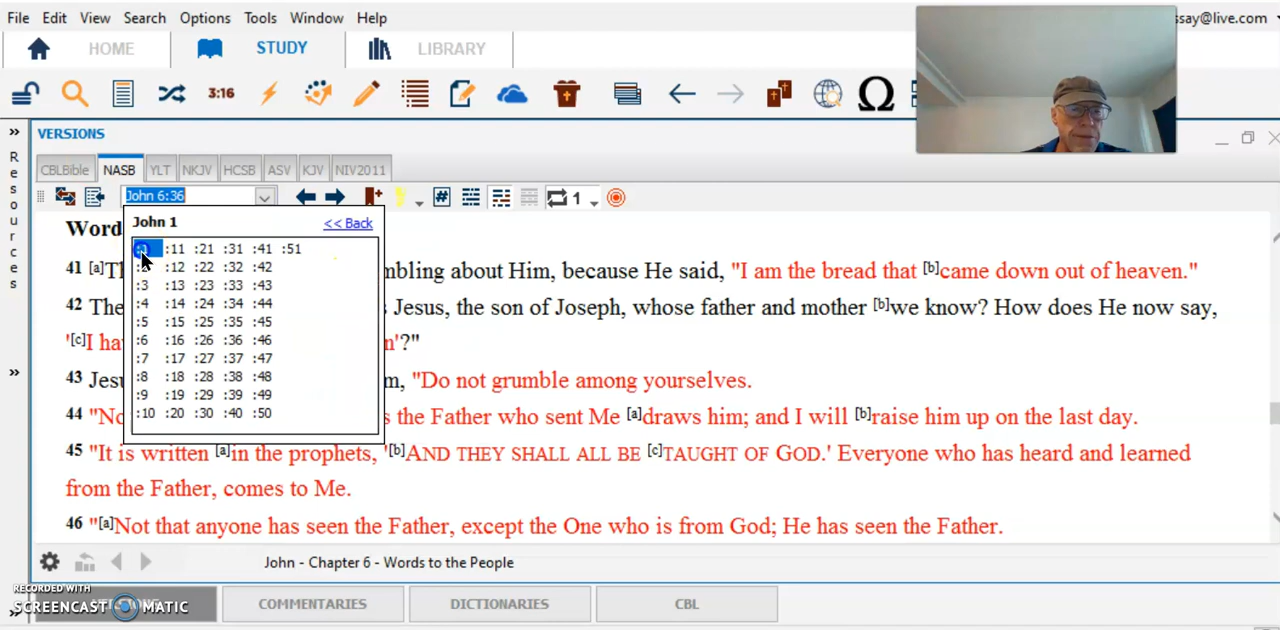 File Edit View Search Options Tools Window Help ssay@live.com
HOME STUDY LIBRARY
3:16 Ω
VERSIONS
CBLBible NASB YLT NKJV HCSB ASV KJV NIV2011
Resources
John 6:36 # 1
John 1 << Back
:1 :11 :21 :31 :41 :51
:2 :12 :22 :32 :42
:3 :13 :23 :33 :43
:4 :14 :24 :34 :44
:5 :15 :25 :35 :45
:6 :16 :26 :36 :46
:7 :17 :27 :37 :47
:8 :18 :28 :38 :48
:9 :19 :29 :39 :49
:10 :20 :30 :40 :50
Word
41 [a]Th mbling about Him, because He said, "I am the bread that [b]came down out of heaven."
42 The s Jesus, the son of Joseph, whose father and mother [b]we know? How does He now say,
'[c]I ha n'?"
43 Jesu m, "Do not grumble among yourselves.
44 "No s the Father who sent Me [a]draws him; and I will [b]raise him up on the last day.
45 "It is written [a]in the prophets, '[b]AND THEY SHALL ALL BE [c]TAUGHT OF GOD.' Everyone who has heard and learned
from the Father, comes to Me.
46 "[a]Not that anyone has seen the Father, except the One who is from God; He has seen the Father.
John - Chapter 6 - Words to the People
COMMENTARIES DICTIONARIES CBL
RECORDED WITH
SCREENCAST MATIC